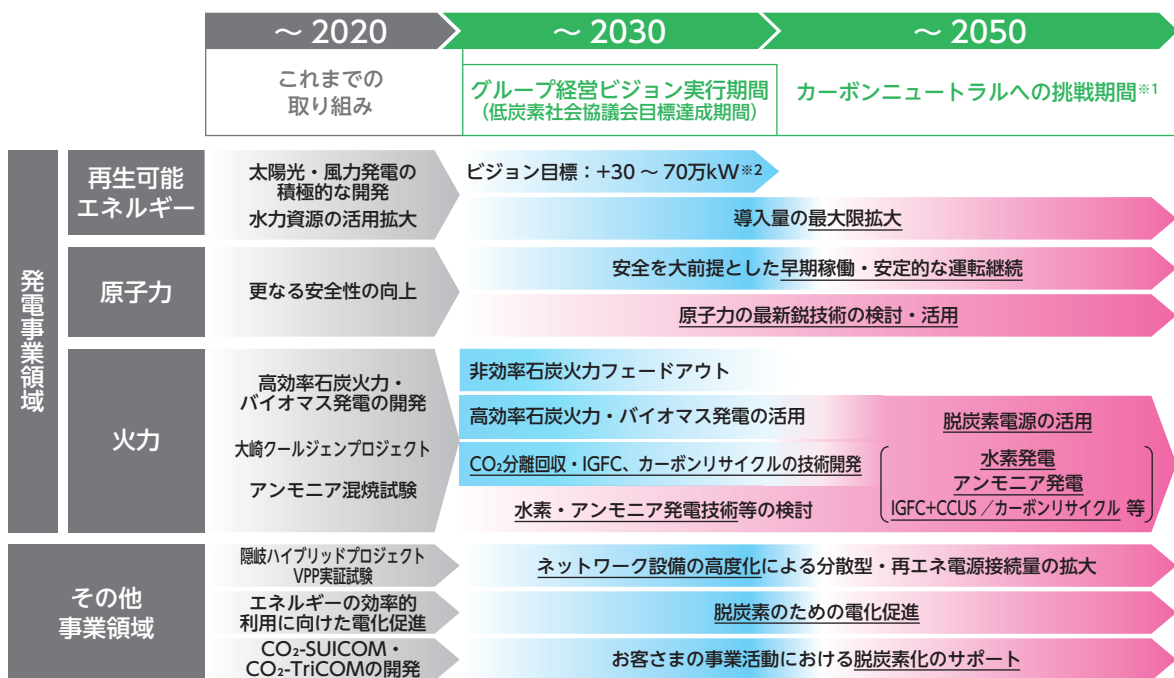 ～ 2020
～ 2030
～ 2050
これまでの
取り組み
グループ経営ビジョン実行期間
(低炭素社会協議会目標達成期間)
カーボンニュートラルへの挑戦期間※1
発電事業領域
再生可能
エネルギー
太陽光・風力発電の
積極的な開発
水力資源の活用拡大
ビジョン目標：+30 ～ 70万kW※2
導入量の最大限拡大
原子力
更なる安全性の向上
安全を大前提とした早期稼働・安定的な運転継続
原子力の最新鋭技術の検討・活用
火力
高効率石炭火力・
バイオマス発電の開発
大崎クールジェンプロジェクト
アンモニア混焼試験
非効率石炭火力フェードアウト
高効率石炭火力・バイオマス発電の活用
CO₂分離回収・IGFC、カーボンリサイクルの技術開発
水素・アンモニア発電技術等の検討
脱炭素電源の活用
水素発電
アンモニア発電
IGFC+CCUS／カーボンリサイクル 等
その他
事業領域
隠岐ハイブリッドプロジェクト
VPP実証試験
ネットワーク設備の高度化による分散型・再エネ電源接続量の拡大
エネルギーの効率的
利用に向けた電化促進
脱炭素のための電化促進
CO₂-SUICOM・
CO₂-TriCOMの開発
お客さまの事業活動における脱炭素化のサポート